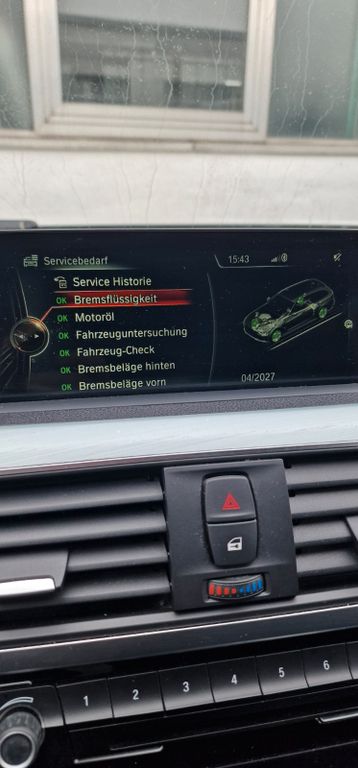 Servicebedarf 15:43
Service Historie
OK Bremsflüssigkeit
OK Motoröl
OK Fahrzeuguntersuchung
OK Fahrzeug-Check
OK Bremsbeläge hinten
OK Bremsbeläge vorn
04/2027
1 2 3 4 5 6